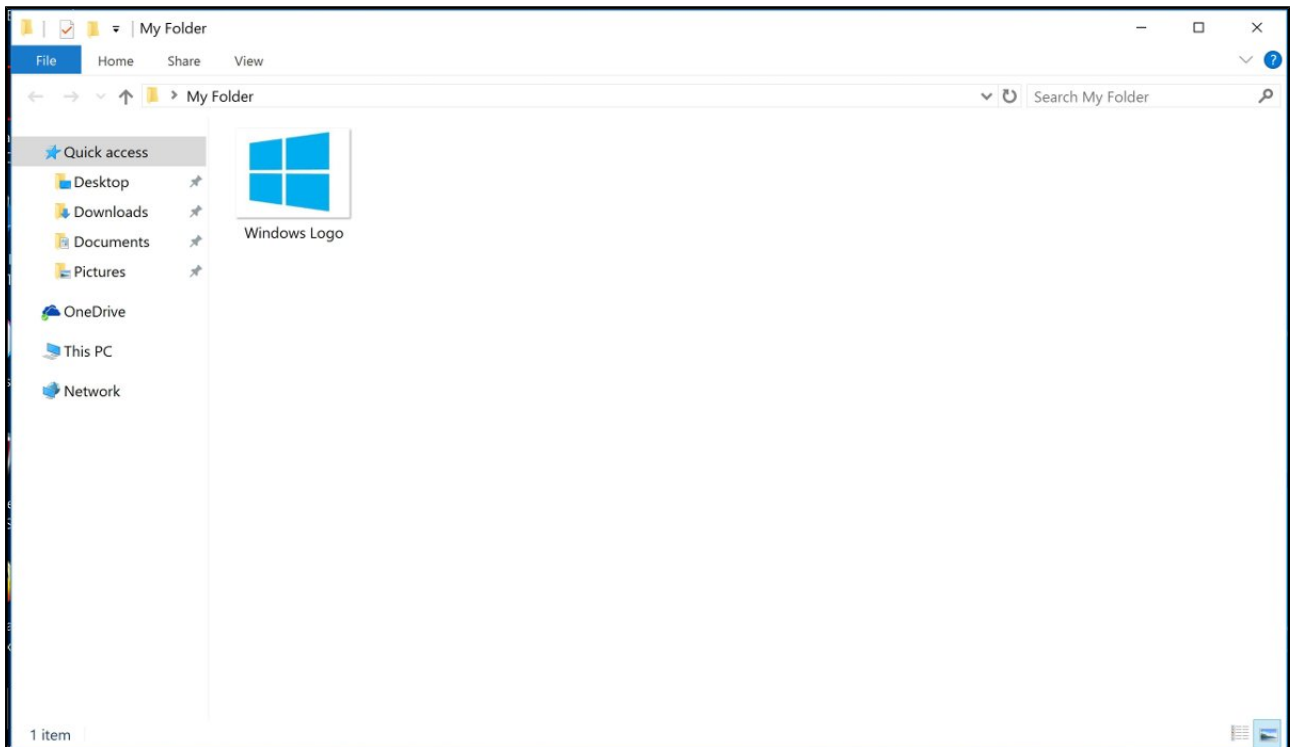 My Folder
File Home Share View
My Folder
Search My Folder
Quick access
Desktop
Downloads
Documents
Pictures
OneDrive
This PC
Network
Windows Logo
1 item